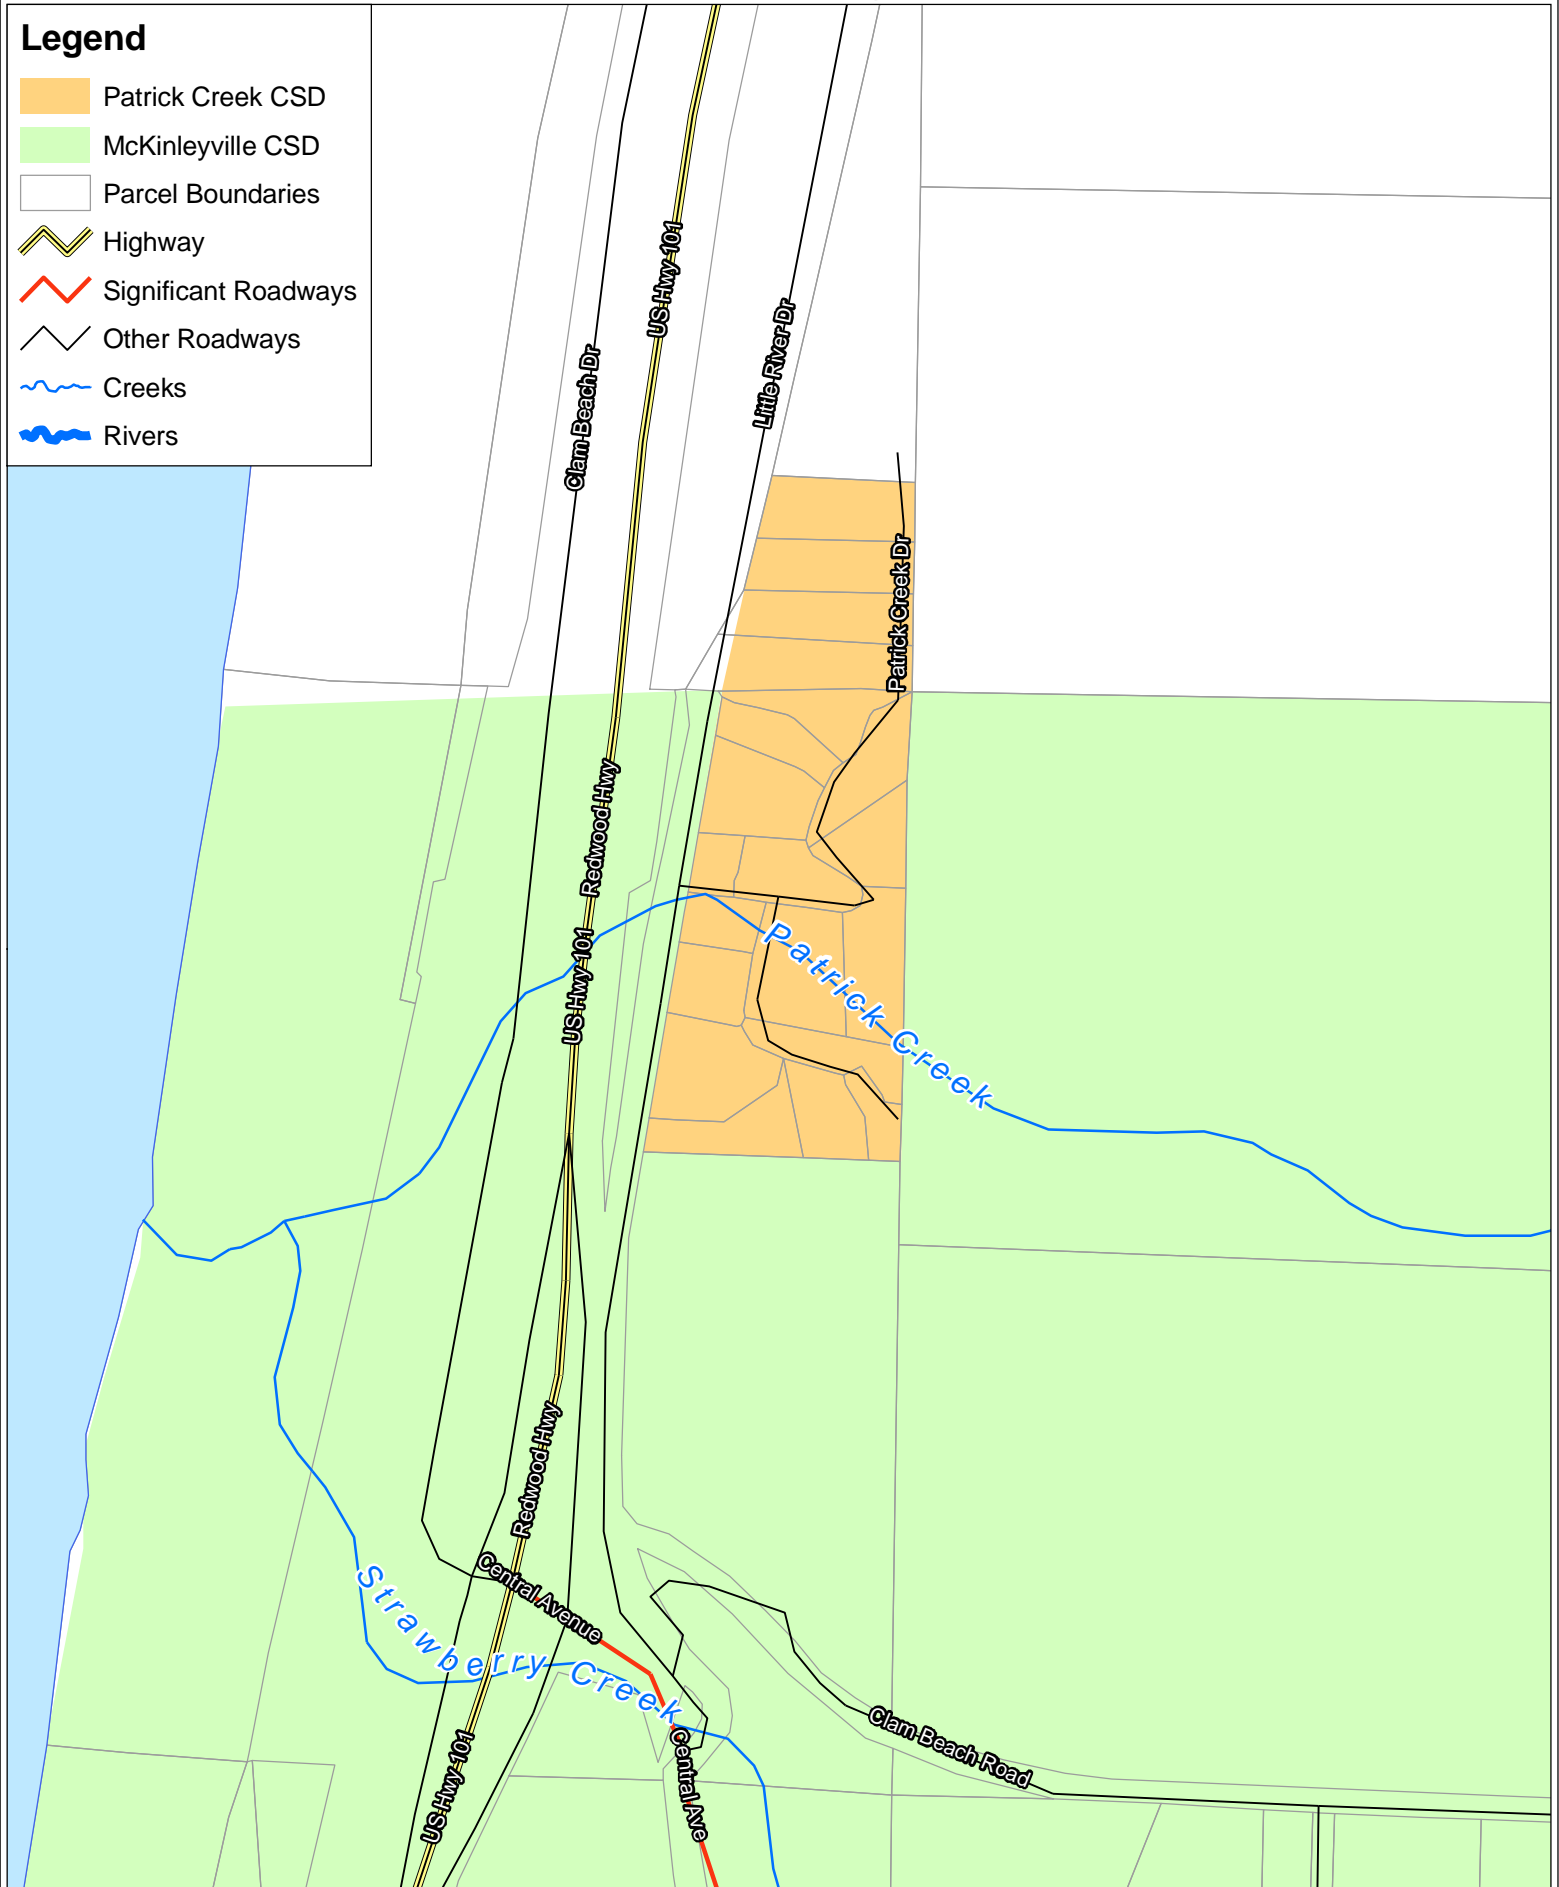 Legend
Patrick Creek CSD
McKinleyville CSD
Parcel Boundaries
Highway
Significant Roadways
Other Roadways
Creeks
Rivers
US Hwy 101
Little River Dr
Clam Beach Dr
Patrick Creek Dr
Redwood Hwy
US Hwy 101
Patrick Creek
Redwood Hwy
Central Avenue
Strawberry Creek
Clam Beach Road
US Hwy 101
Central Ave